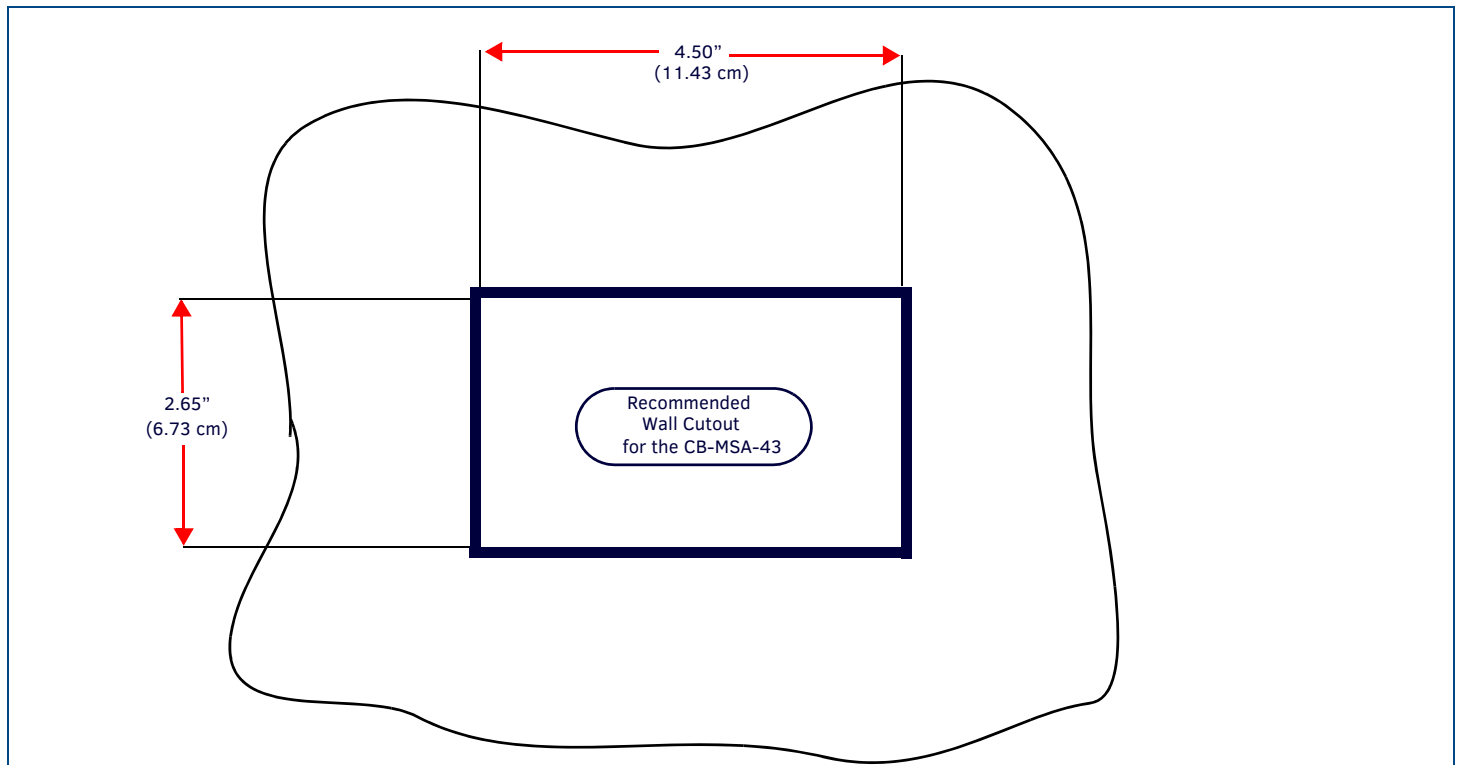 4.50”
(11.43 cm)
2.65”
(6.73 cm)
Recommended
Wall Cutout
for the CB-MSA-43